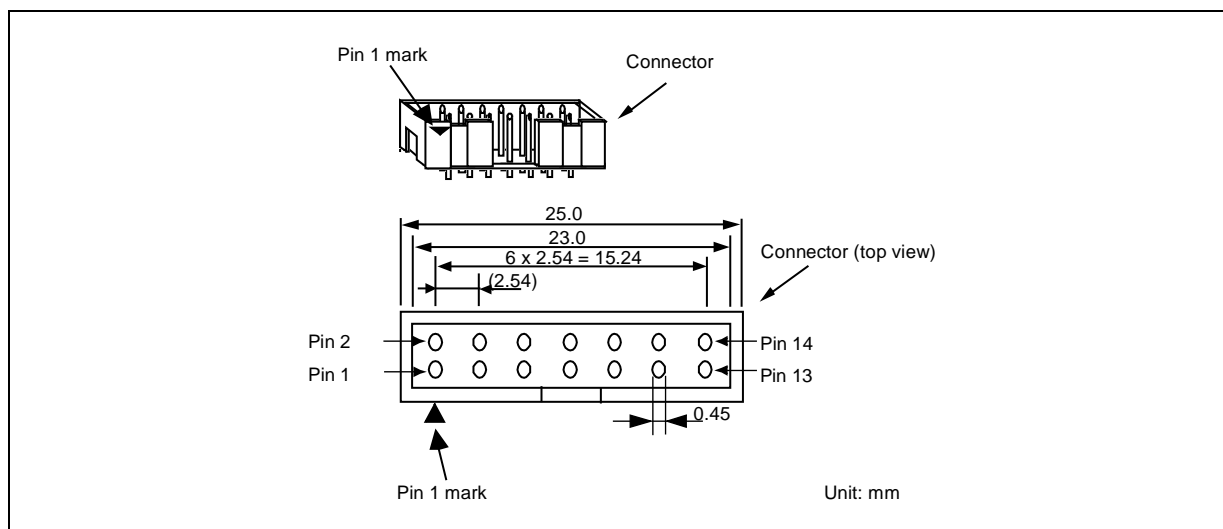 Pin 1 mark
Connector
25.0
23.0
6 x 2.54 = 15.24
Connector (top view)
(2.54)
Pin 2
Pin 14
Pin 1
Pin 13
0.45
Pin 1 mark
Unit: mm